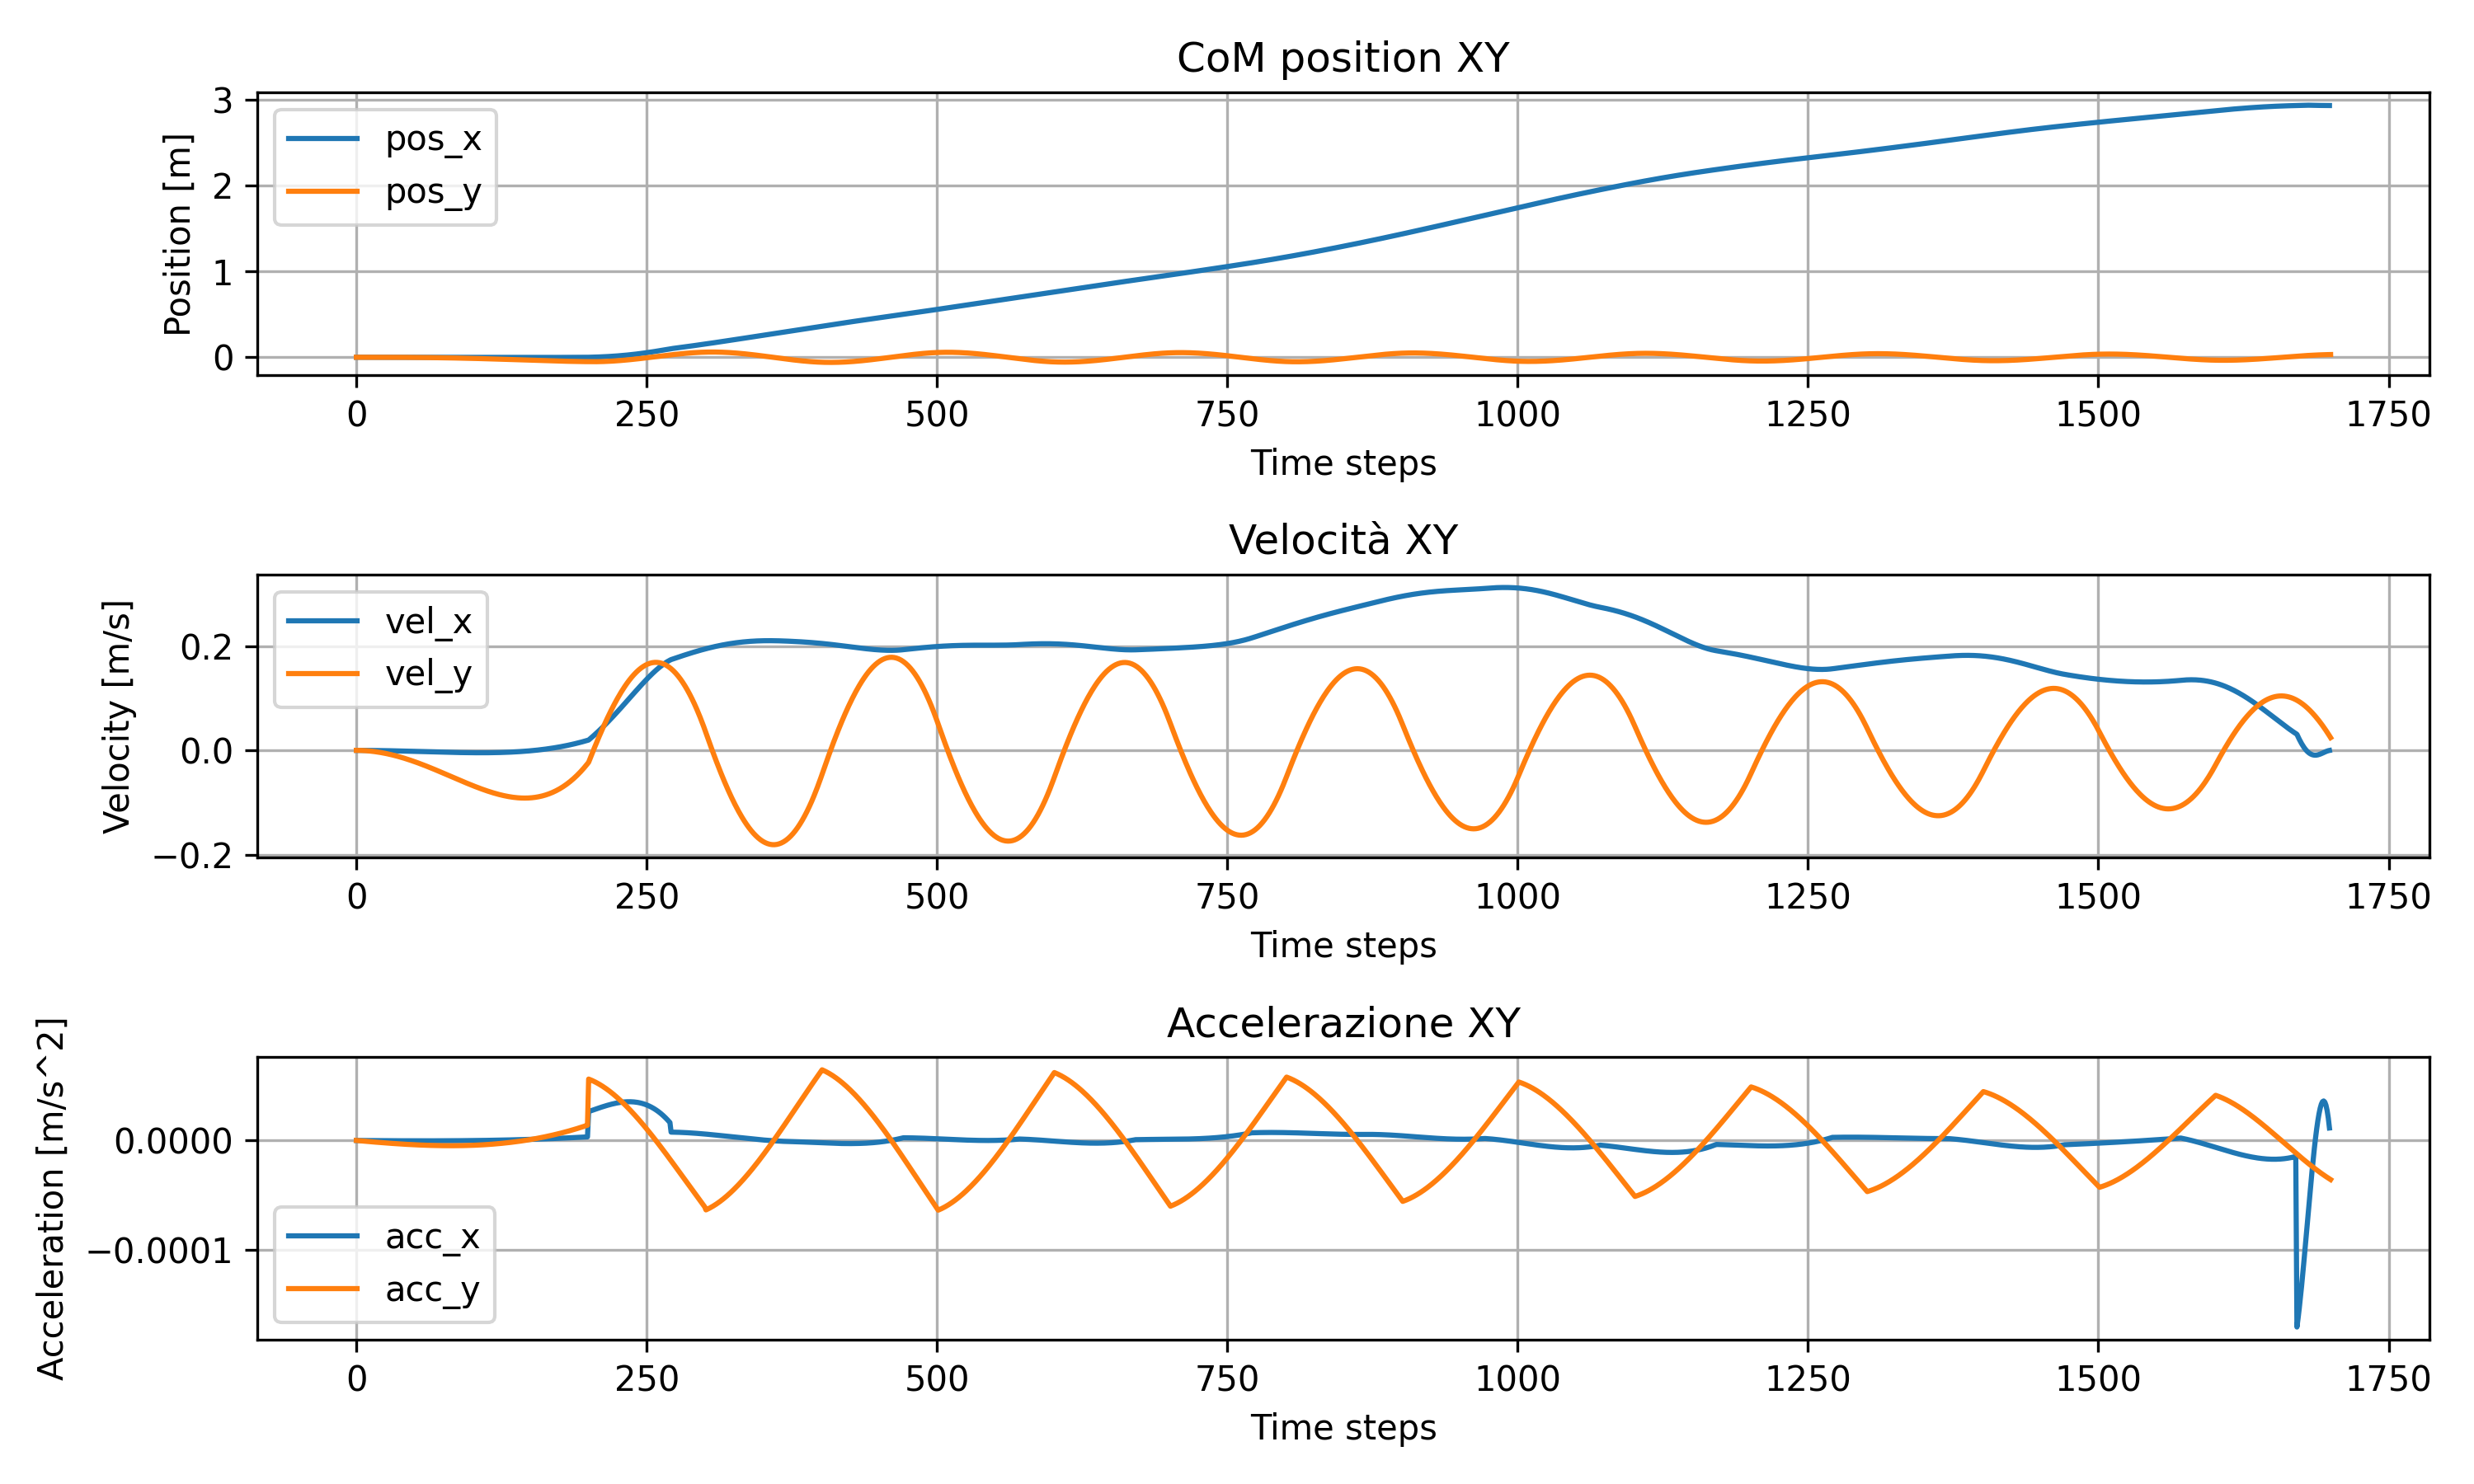 CoM position XY
3
2
1
0
Position [m]
pos_x
pos_y
0 250 500 750 1000 1250 1500 1750
Time steps
Velocità XY
0.2
0.0
−0.2
Velocity [m/s]
vel_x
vel_y
0 250 500 750 1000 1250 1500 1750
Time steps
Accelerazione XY
0.0000
−0.0001
Acceleration [m/s^2]
acc_x
acc_y
0 250 500 750 1000 1250 1500 1750
Time steps